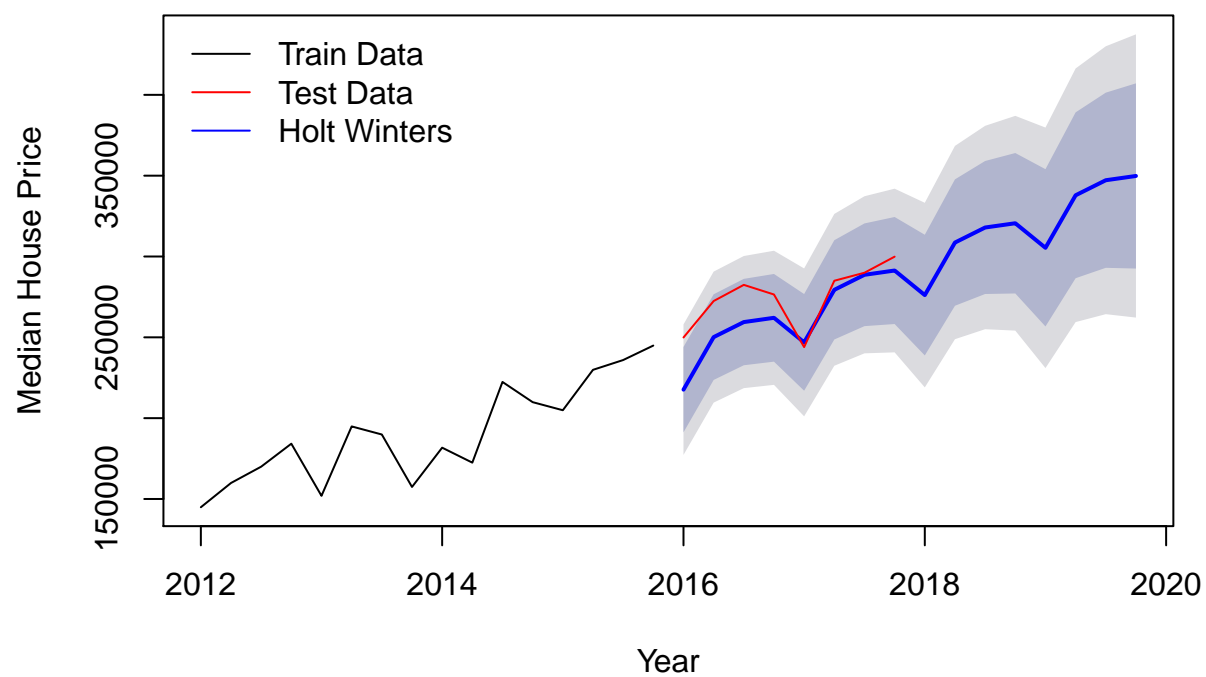 Train Data
Test Data
Holt Winters
Median House Price
350000
250000
150000
2012 2014 2016 2018 2020
Year